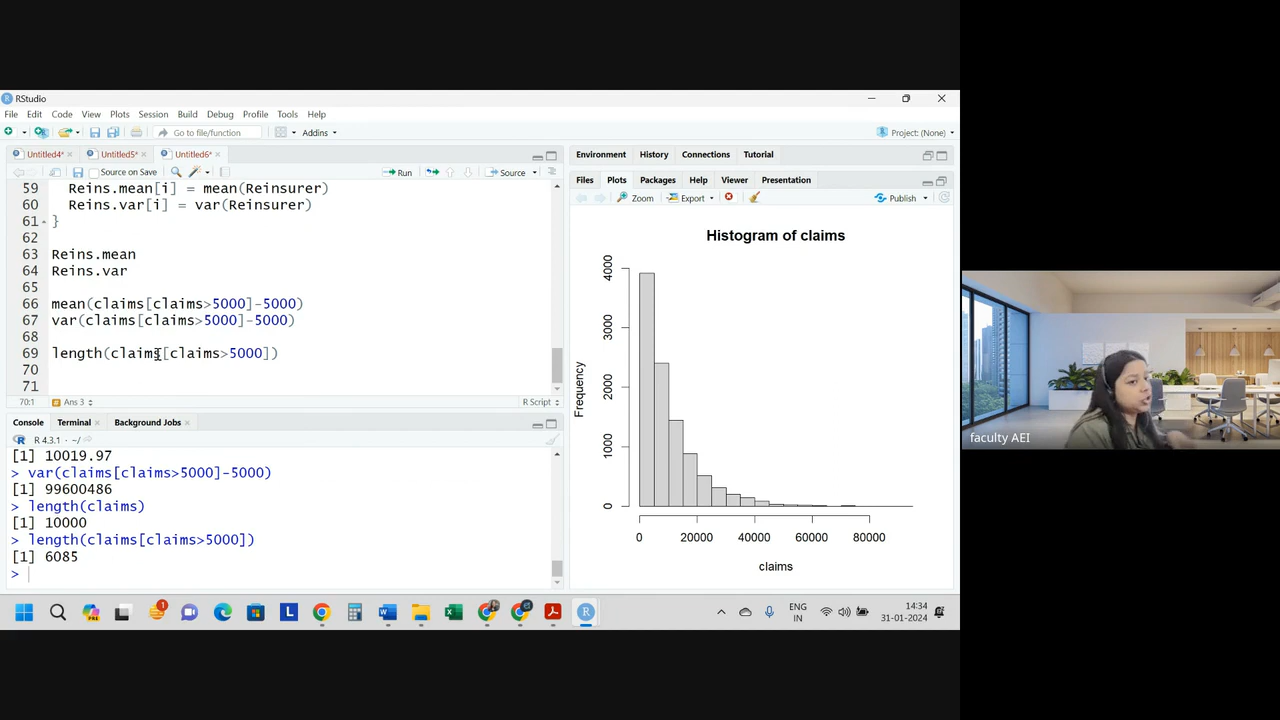 RStudio
File Edit Code View Plots Session Build Debug Profile Tools Help
Go to file/function Addins Project: (None)
Untitled4* Untitled5* Untitled6*
Source on Save Run Source
59 Reins.mean[i] = mean(Reinsurer)
60 Reins.var[i] = var(Reinsurer)
61 }
62
63 Reins.mean
64 Reins.var
65
66 mean(claims[claims>5000]-5000)
67 var(claims[claims>5000]-5000)
68
69 length(claims[claims>5000])
70
71
70:1 Ans 3 R Script
Console Terminal Background Jobs
R 4.3.1 · ~/
[1] 10019.97
> var(claims[claims>5000]-5000)
[1] 99600486
> length(claims)
[1] 10000
> length(claims[claims>5000])
[1] 6085
>
Environment History Connections Tutorial
Files Plots Packages Help Viewer Presentation
Zoom Export Publish
Histogram of claims
Frequency
0 1000 2000 3000 4000
0 20000 40000 60000 80000
claims
faculty AEI
ENG
IN
14:34
31-01-2024